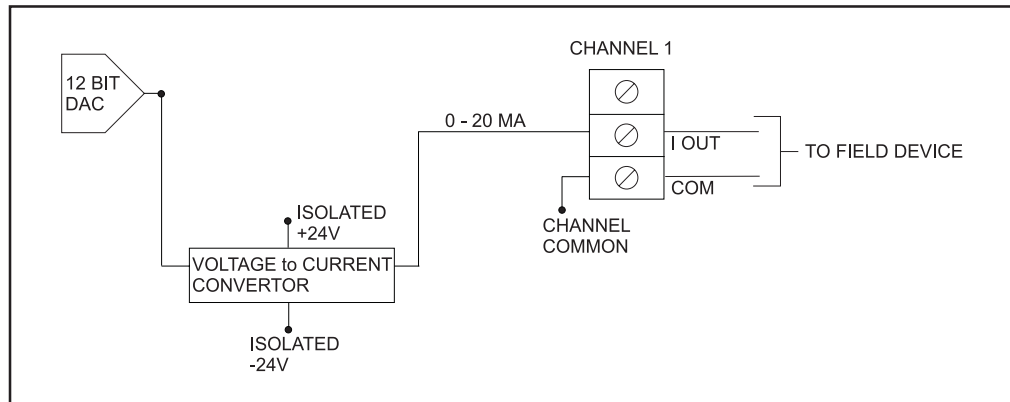 CHANNEL 1
12 BIT
DAC
0 - 20 MA
I OUT
TO FIELD DEVICE
COM
ISOLATED
+24V
CHANNEL
COMMON
VOLTAGE to CURRENT
CONVERTOR
ISOLATED
-24V